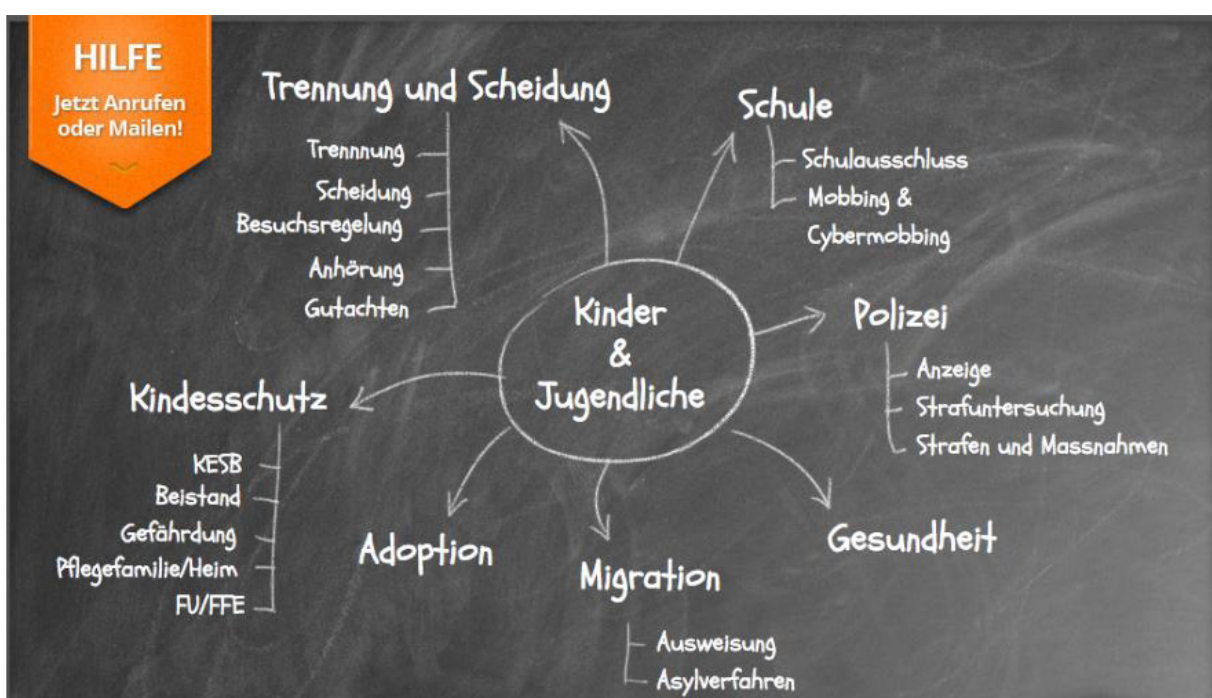 HILFE
Jetzt Anrufen
oder Mailen!
Trennung und Scheidung
Trennnung
Scheidung
Besuchsregelung
Anhörung
Gutachten
Schule
Schulausschluss
Mobbing &
Cybermobbing
Kinder
&
Jugendliche
Polizei
Anzeige
Strafuntersuchung
Strafen und Massnahmen
Kindesschutz
KESB
Beistand
Gefährdung
Pflegefamilie/Heim
FU/FFE
Adoption
Migration
Ausweisung
Asylverfahren
Gesundheit